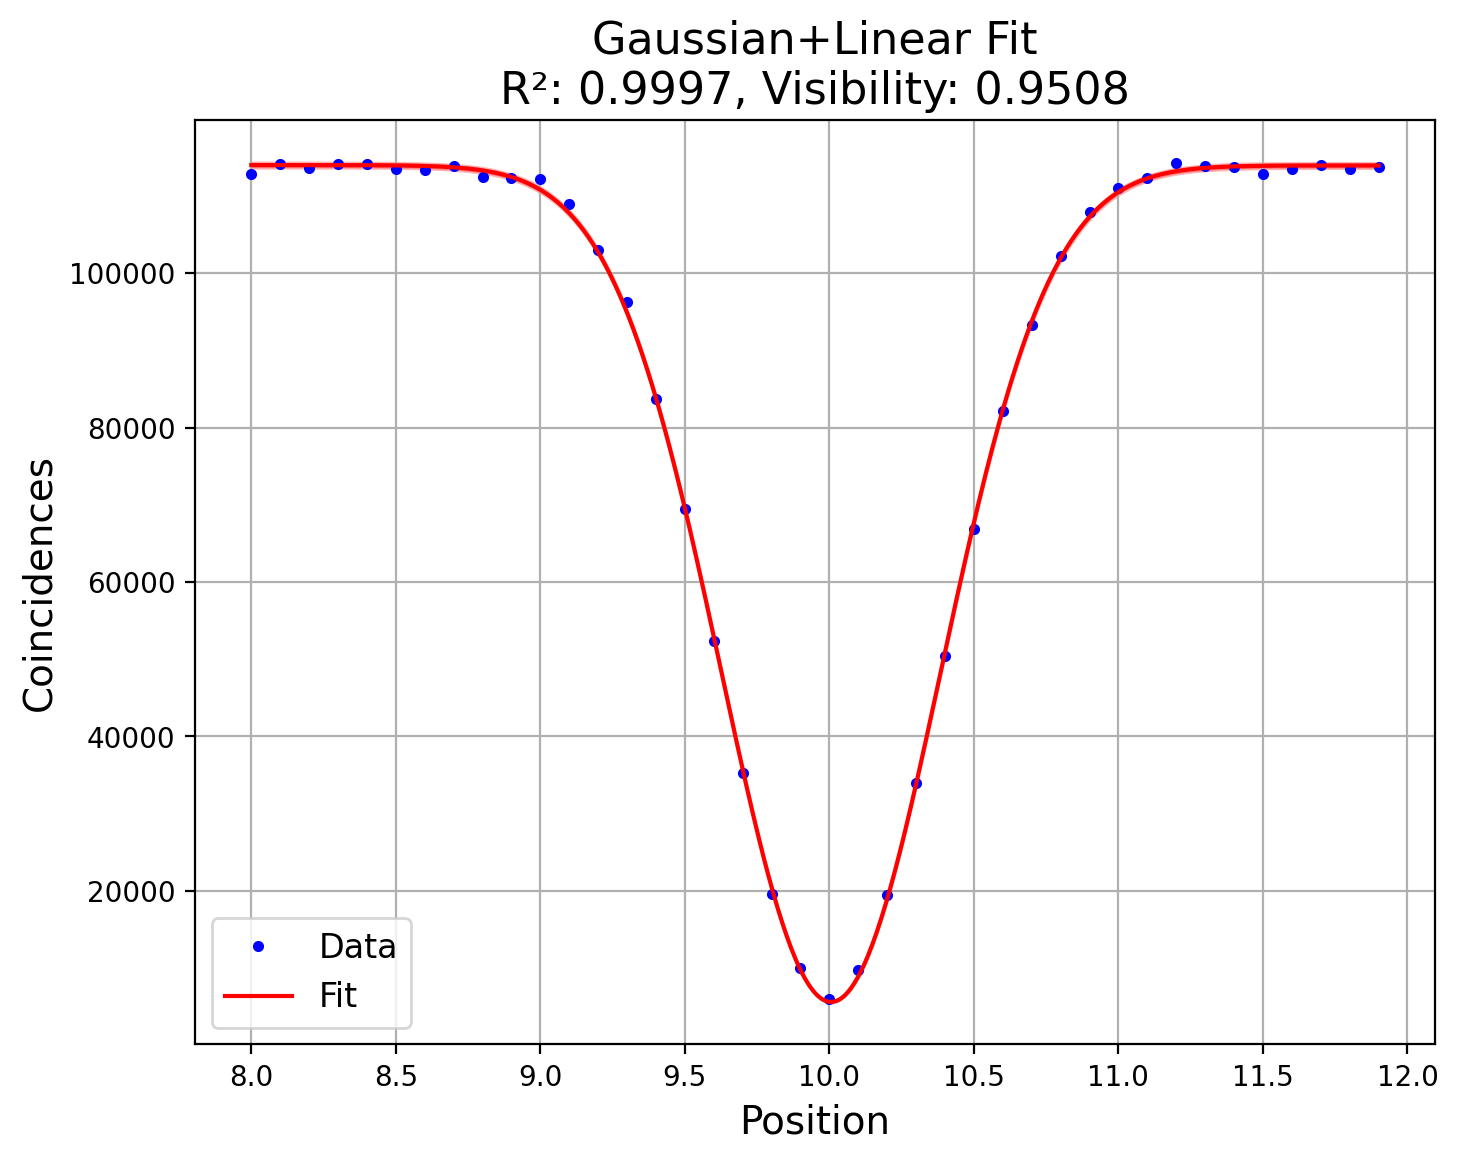 Gaussian+Linear Fit
R²: 0.9997, Visibility: 0.9508
Coincidences
100000
80000
60000
40000
20000
Data
Fit
8.0 8.5 9.0 9.5 10.0 10.5 11.0 11.5 12.0
Position